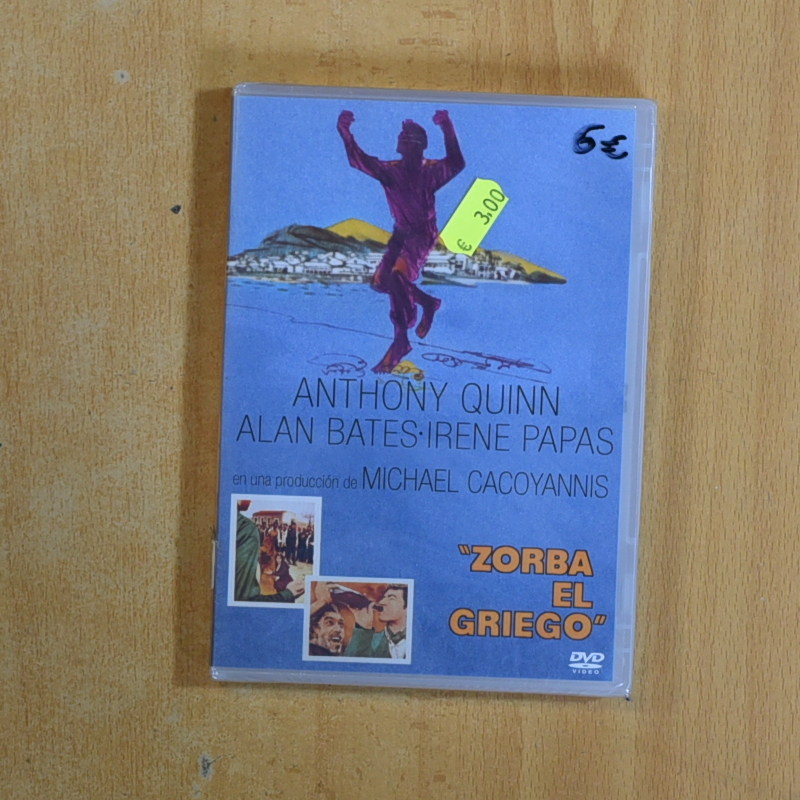 5€
€ 3,00
ANTHONY QUINN
ALAN BATES·IRENE PAPAS
en una producción de MICHAEL CACOYANNIS
"ZORBA
EL
GRIEGO"
DVD
VIDEO